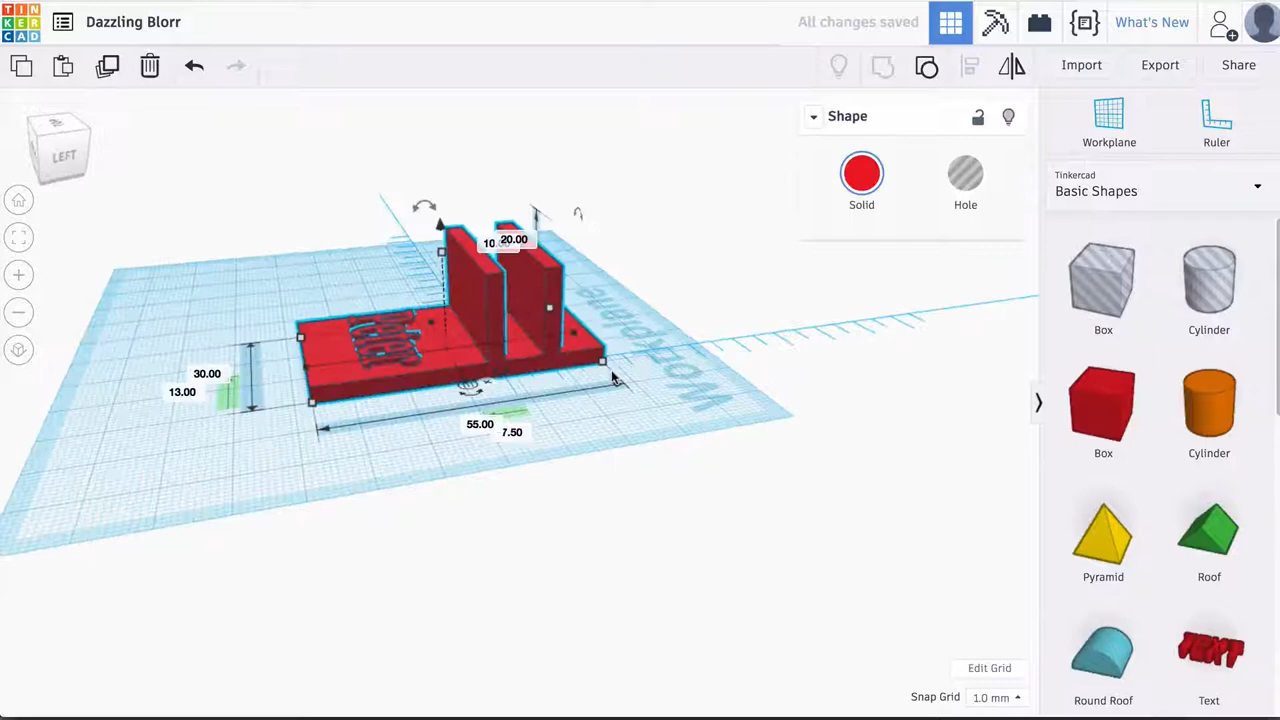 TIN
KER
CAD
Dazzling Blorr
All changes saved
What's New
Import
Export
Share
LEFT
Shape
Solid
Hole
Workplane
Ruler
Tinkercad
Basic Shapes
20.00
30.00
13.00
55.00
7.50
Workplane
Box
Cylinder
Box
Cylinder
Pyramid
Roof
TEXT
Round Roof
Text
Edit Grid
Snap Grid
1.0 mm